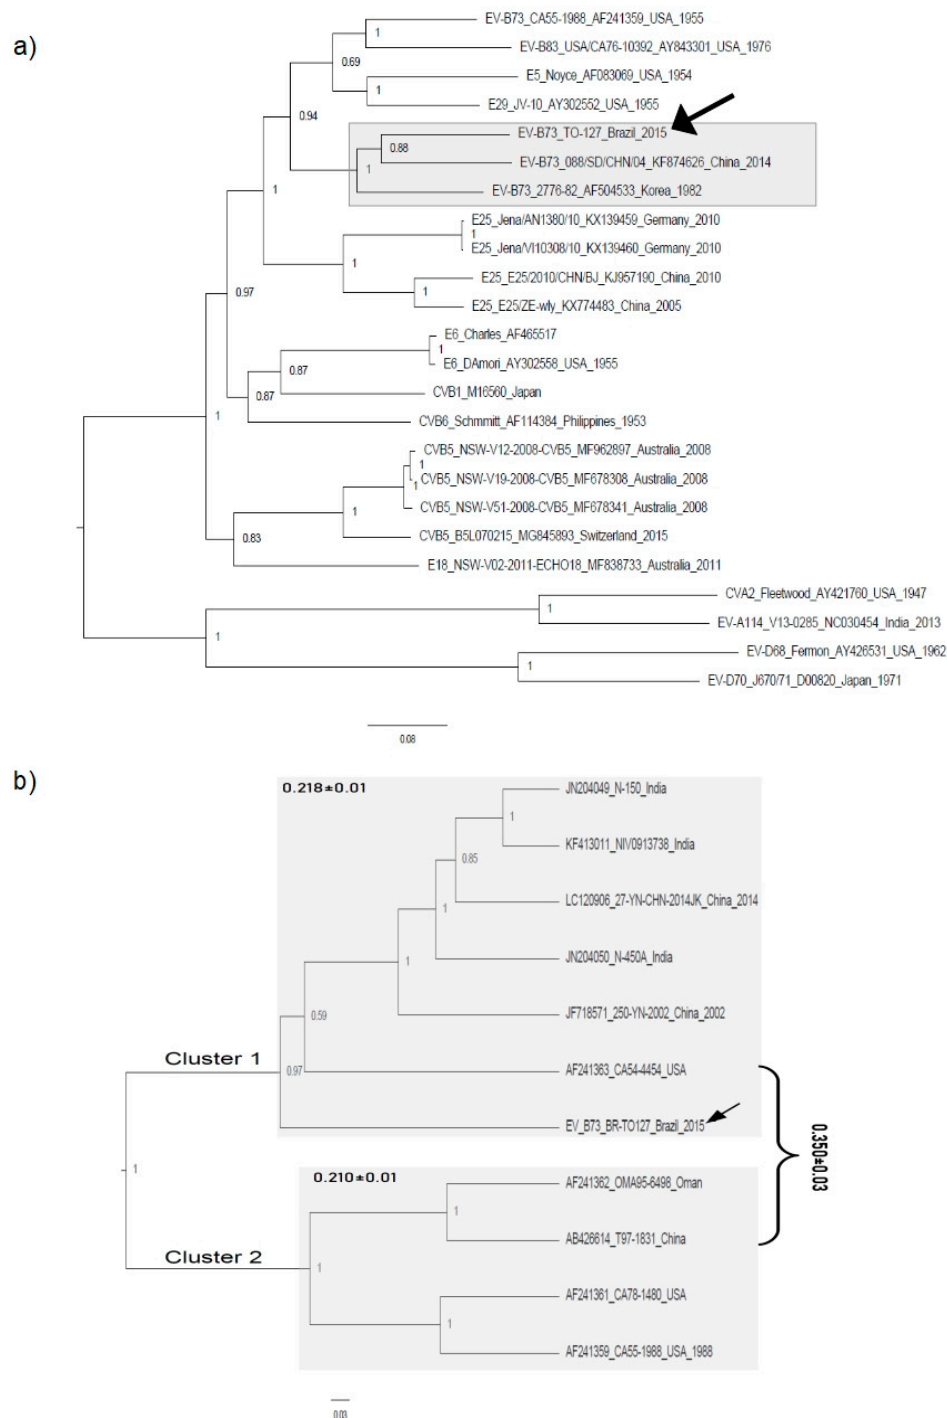 a)
EV-B73_CA55-1988_AF241359_USA_1955
1
EV-B83_USA/CA76-10392_AY843301_USA_1976
0.69
E5_Noyce_AF083069_USA_1954
1
E29_JV-10_AY302552_USA_1955
0.94
EV-B73_TO-127_Brazil_2015
0.88
EV-B73_088/SD/CHN/04_KF874626_China_2014
1
EV-B73_2776-82_AF504533_Korea_1982
1
E25_Jena/AN1380/10_KX139459_Germany_2010
1
E25_Jena/VI10308/10_KX139460_Germany_2010
1
E25_E25/2010/CHN/BJ_KJ957190_China_2010
1
0.97
E25_E25/ZE-wly_KX774483_China_2005
E6_Charles_AF465517
1
E6_DAmori_AY302558_USA_1955
0.87
CVB1_M16560_Japan
0.87
1
CVB6_Schmmitt_AF114384_Philippines_1953
CVB5_NSW-V12-2008-CVB5_MF962897_Australia_2008
1
CVB5_NSW-V19-2008-CVB5_MF678308_Australia_2008
1
CVB5_NSW-V51-2008-CVB5_MF678341_Australia_2008
1
CVB5_B5L070215_MG845893_Switzerland_2015
0.83
E18_NSW-V02-2011-ECHO18_MF838733_Australia_2011
CVA2_Fleetwood_AY421760_USA_1947
1
EV-A114_V13-0285_NC030454_India_2013
1
EV-D68_Fermon_AY426531_USA_1962
1
EV-D70_J670/71_D00820_Japan_1971
0.08
b)
0.218±0.01
JN204049_N-150_India
1
KF413011_NIV0913738_India
0.85
LC120906_27-YN-CHN-2014JK_China_2014
1
JN204050_N-450A_India
1
JF718571_250-YN-2002_China_2002
0.59
Cluster 1
0.97
AF241363_CA54-4454_USA
EV_B73_BR-TO127_Brazil_2015
0.350±0.03
1
0.210±0.01
AF241362_OMA95-6498_Oman
1
AB426614_T97-1831_China
Cluster 2
1
AF241361_CA78-1480_USA
1
AF241359_CA55-1988_USA_1988
0.03